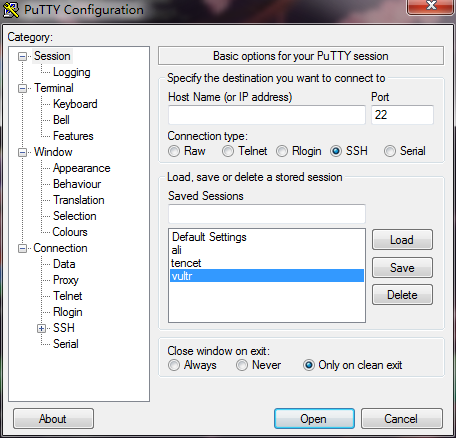 PuTTY Configuration
Category:
Session
Logging
Terminal
Keyboard
Bell
Features
Window
Appearance
Behaviour
Translation
Selection
Colours
Connection
Data
Proxy
Telnet
Rlogin
SSH
Serial
Basic options for your PuTTY session
Specify the destination you want to connect to
Host Name (or IP address) Port
22
Connection type:
Raw Telnet Rlogin SSH Serial
Load, save or delete a stored session
Saved Sessions
Default Settings
ali
tencet
vultr
Load
Save
Delete
Close window on exit:
Always Never Only on clean exit
About Open Cancel